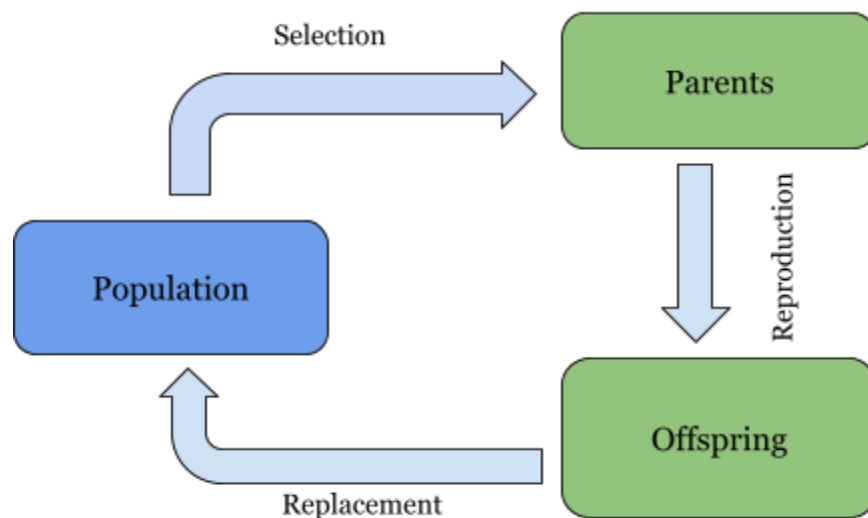 Selection
Parents
Population
Reproduction
Offspring
Replacement